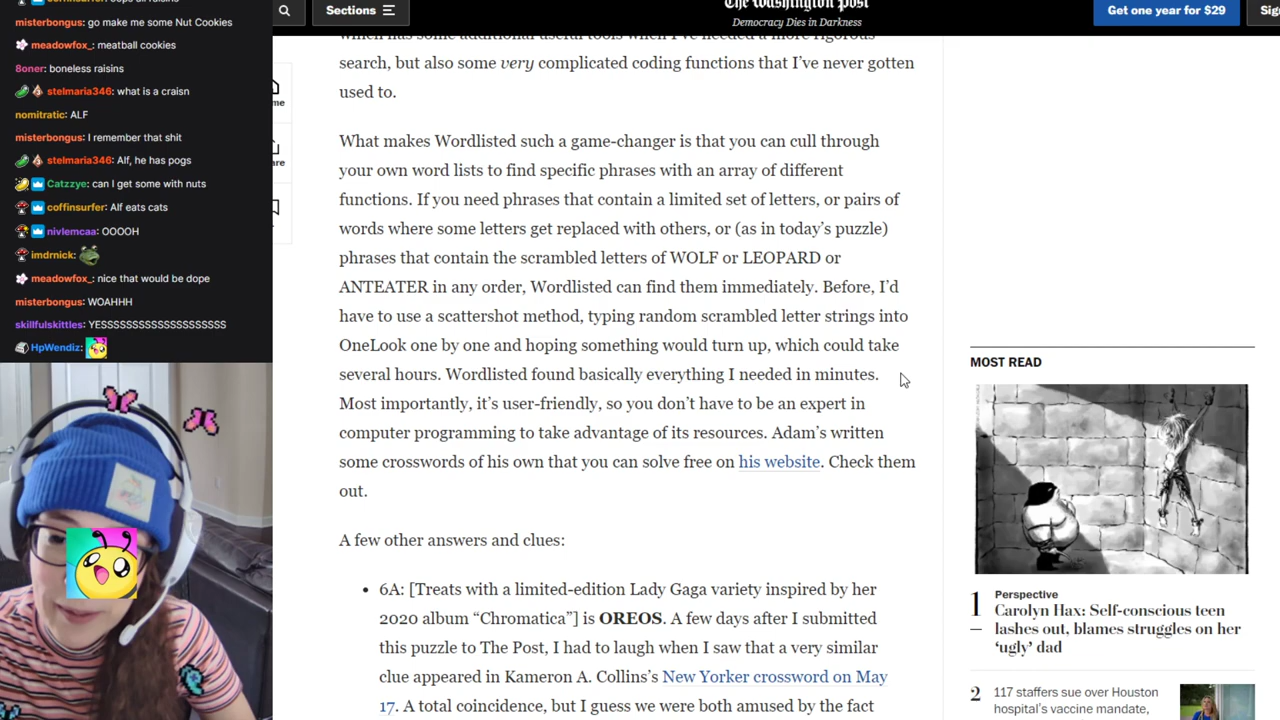 misterbongus: go make me some Nut Cookies
meadowfox_: meatball cookies
8oner: boneless raisins
stelmaria346: what is a craisn
nomitratic: ALF
misterbongus: I remember that shit
stelmaria346: Alf, he has pogs
Catzzye: can I get some with nuts
coffinsurfer: Alf eats cats
nivlemcaa: OOOOH
imdrnick:
meadowfox_: nice that would be dope
misterbongus: WOAHHH
skillfulskittles: YESSSSSSSSSSSSSSSSSSS
HpWendiz:
Sections
The Washington Post
Democracy Dies in Darkness
Get one year for $29
Sig
me
are
which has some additional useful tools when I've needed a more rigorous
search, but also some very complicated coding functions that I've never gotten
used to.
What makes Wordlisted such a game-changer is that you can cull through
your own word lists to find specific phrases with an array of different
functions. If you need phrases that contain a limited set of letters, or pairs of
words where some letters get replaced with others, or (as in today's puzzle)
phrases that contain the scrambled letters of WOLF or LEOPARD or
ANTEATER in any order, Wordlisted can find them immediately. Before, I'd
have to use a scattershot method, typing random scrambled letter strings into
OneLook one by one and hoping something would turn up, which could take
several hours. Wordlisted found basically everything I needed in minutes.
Most importantly, it's user-friendly, so you don't have to be an expert in
computer programming to take advantage of its resources. Adam's written
some crosswords of his own that you can solve free on his website. Check them
out.
A few other answers and clues:
• 6A: [Treats with a limited-edition Lady Gaga variety inspired by her
2020 album “Chromatica”] is OREOS. A few days after I submitted
this puzzle to The Post, I had to laugh when I saw that a very similar
clue appeared in Kameron A. Collins's New Yorker crossword on May
17. A total coincidence, but I guess we were both amused by the fact
MOST READ
1
Perspective
Carolyn Hax: Self-conscious teen
lashes out, blames struggles on her
‘ugly’ dad
2
117 staffers sue over Houston
hospital's vaccine mandate,